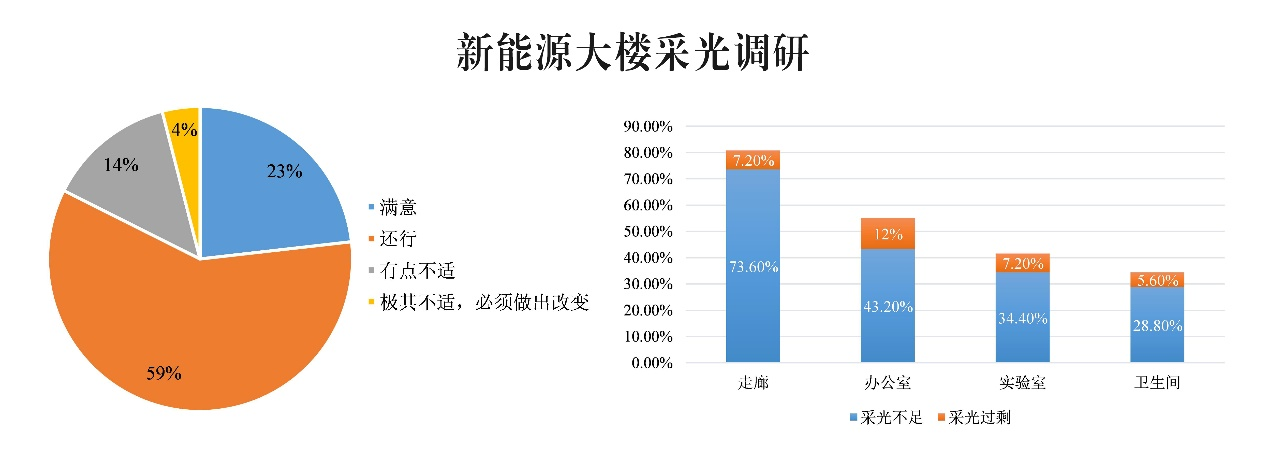 新能源大楼采光调研
4%
14%
23%
59%
满意
还行
有点不适
极其不适，必须做出改变
90.00%
80.00%
70.00%
60.00%
50.00%
40.00%
30.00%
20.00%
10.00%
0.00%
7.20%
73.60%
12%
43.20%
7.20%
34.40%
5.60%
28.80%
走廊
办公室
实验室
卫生间
采光不足 采光过剩